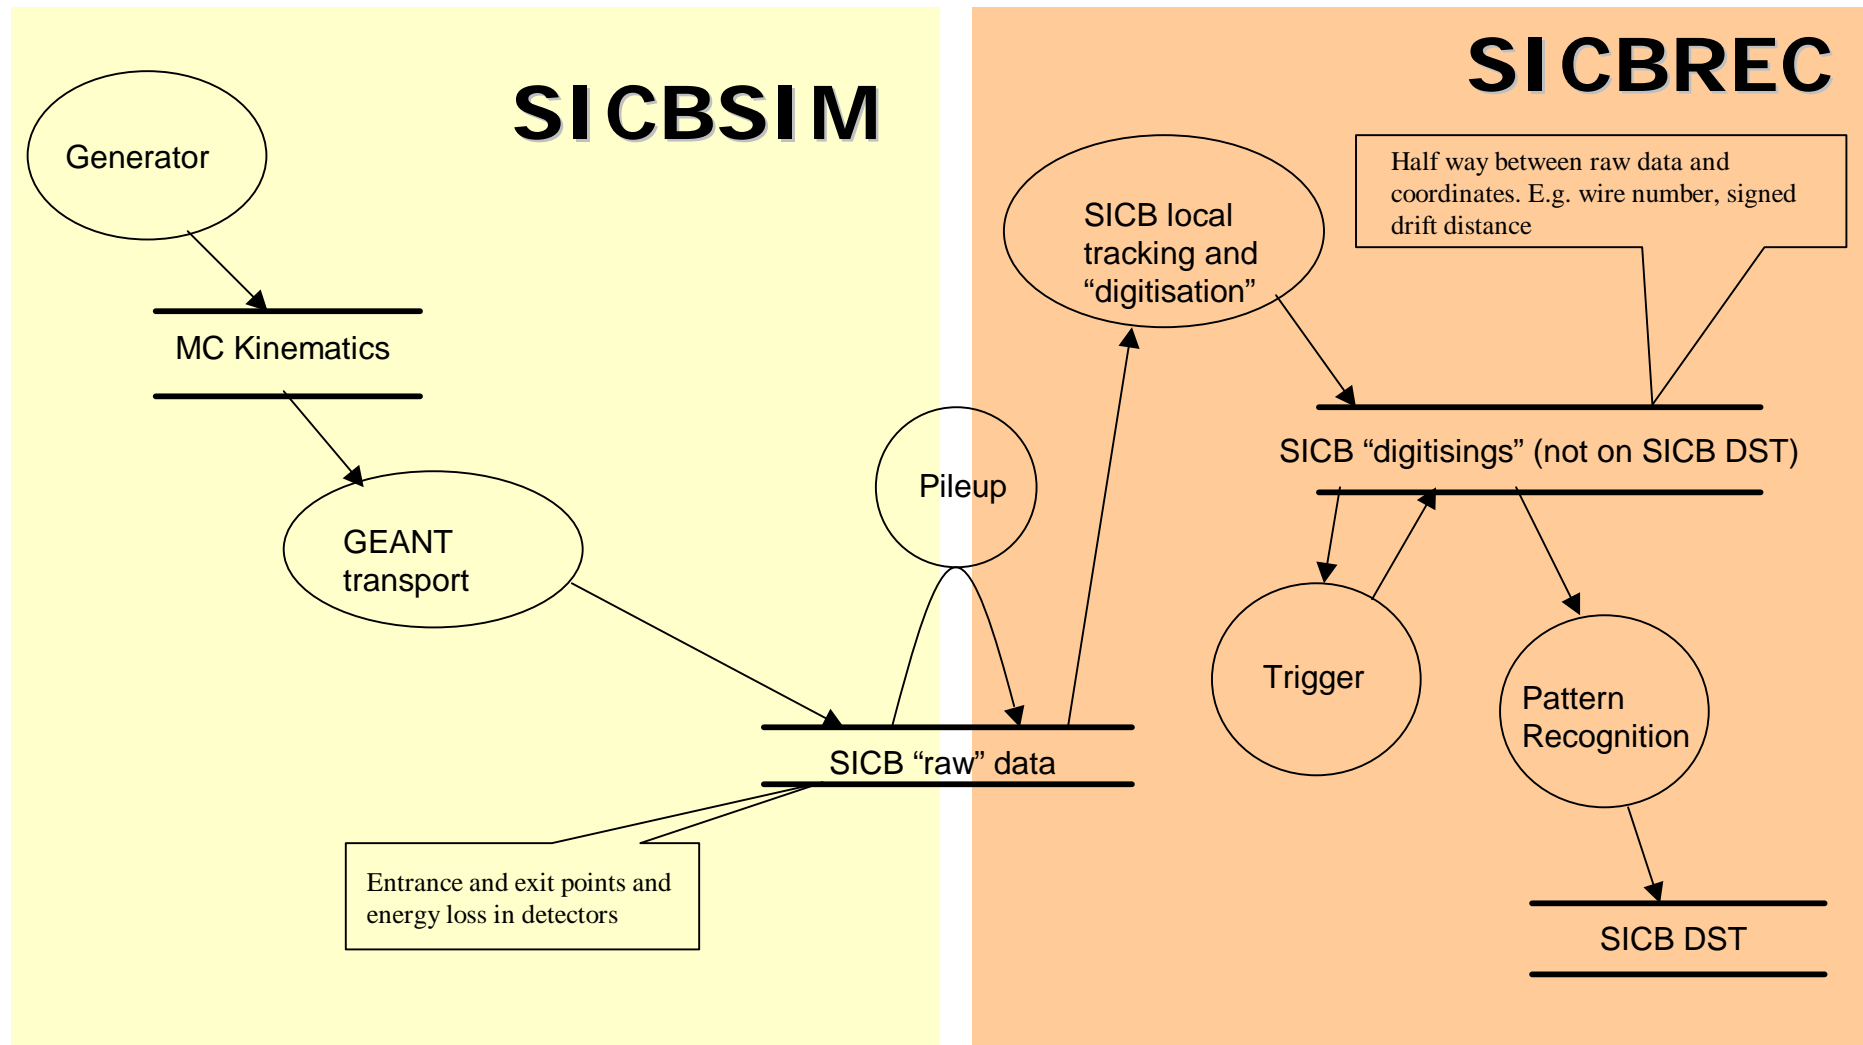 SICBSIM
Generator
MC Kinematics
GEANT
transport
Pileup
SICB “raw” data
Entrance and exit points and
energy loss in detectors
SICBREC
SICB local
tracking and
“digitisation”
Half way between raw data and
coordinates. E.g. wire number, signed
drift distance
SICB “digitisings” (not on SICB DST)
Trigger
Pattern
Recognition
SICB DST